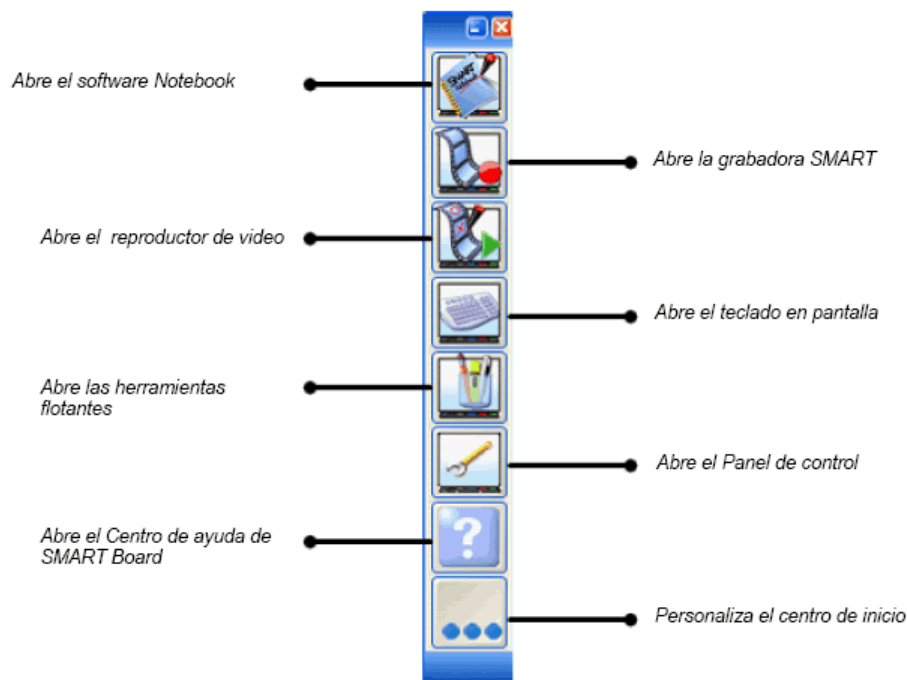 Abre el software Notebook
Abre la grabadora SMART
Abre el reproductor de video
Abre el teclado en pantalla
Abre las herramientas
flotantes
Abre el Panel de control
Abre el Centro de ayuda de
SMART Board
Personaliza el centro de inicio